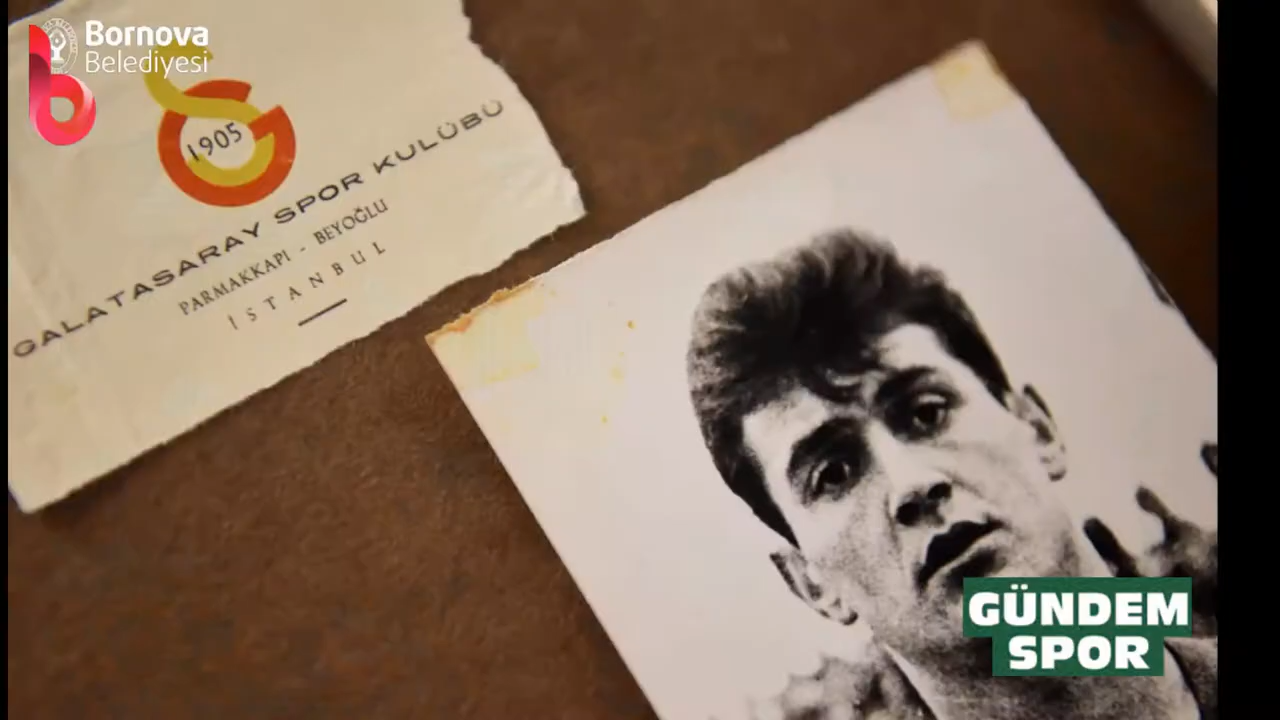 Bornova
Belediyesi
1905
GALATASARAY SPOR KULÜBÜ
PARMAKKAPI - BEYOĞLU
İSTANBUL
GÜNDEM
SPOR